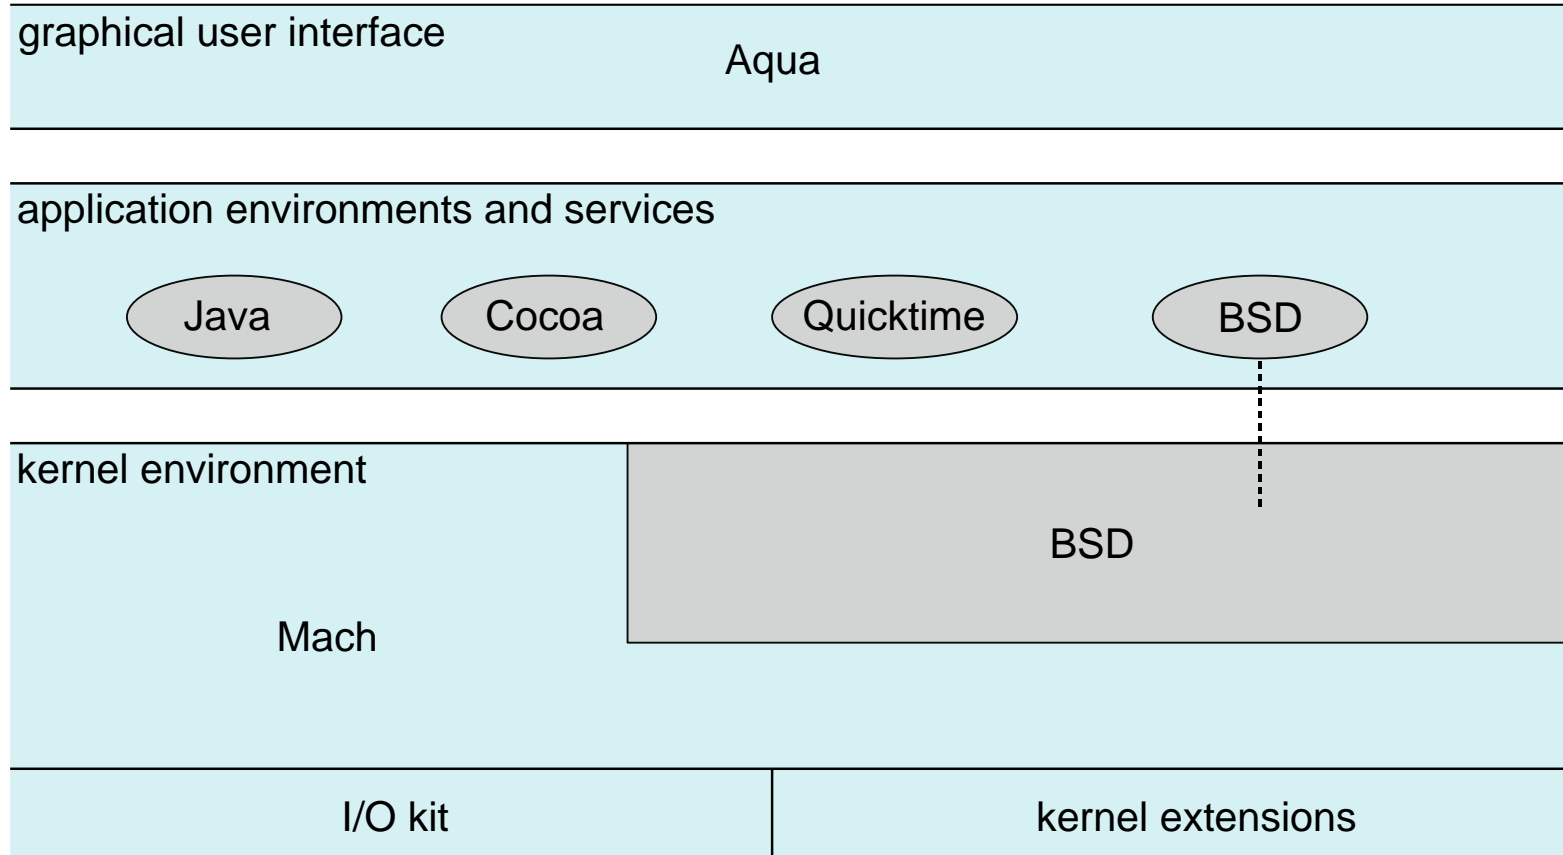 graphical user interface
Aqua
application environments and services
Java
Cocoa
Quicktime
BSD
kernel environment
BSD
Mach
I/O kit
kernel extensions